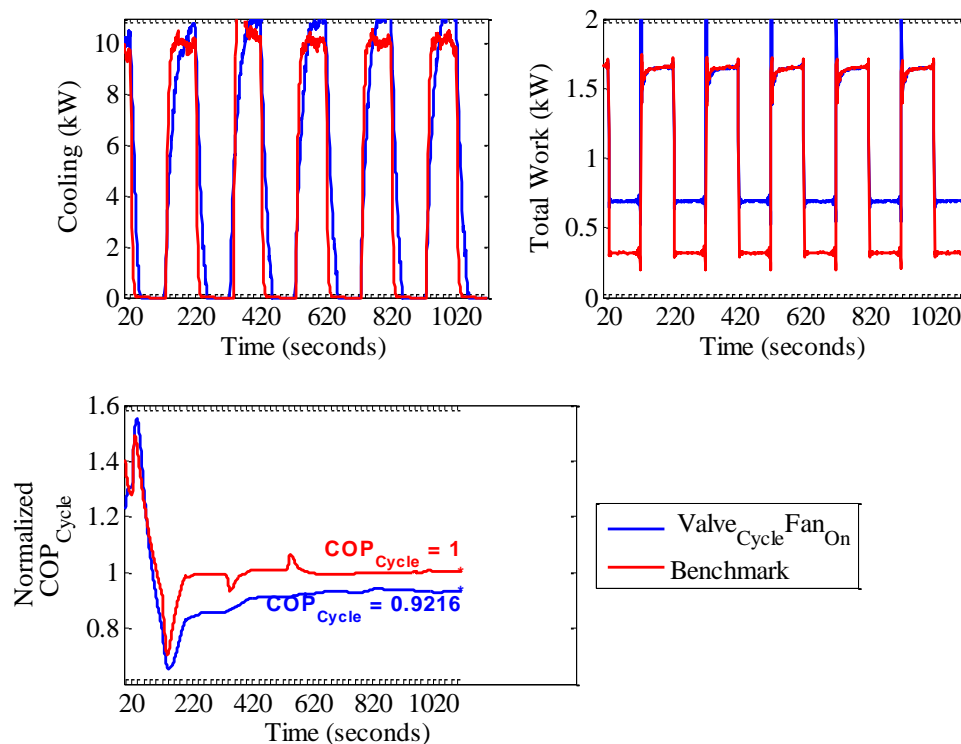 10
8
6
4
2
0
Cooling (kW)
20 220 420 620 820 1020
Time (seconds)
2
1.5
1
0.5
0
Total Work (kW)
20 220 420 620 820 1020
Time (seconds)
1.6
1.4
1.2
1
0.8
Normalized
COP_Cycle
COP_Cycle = 1
COP_Cycle = 0.9216
20 220 420 620 820 1020
Time (seconds)
Valve_Cycle Fan_On
Benchmark